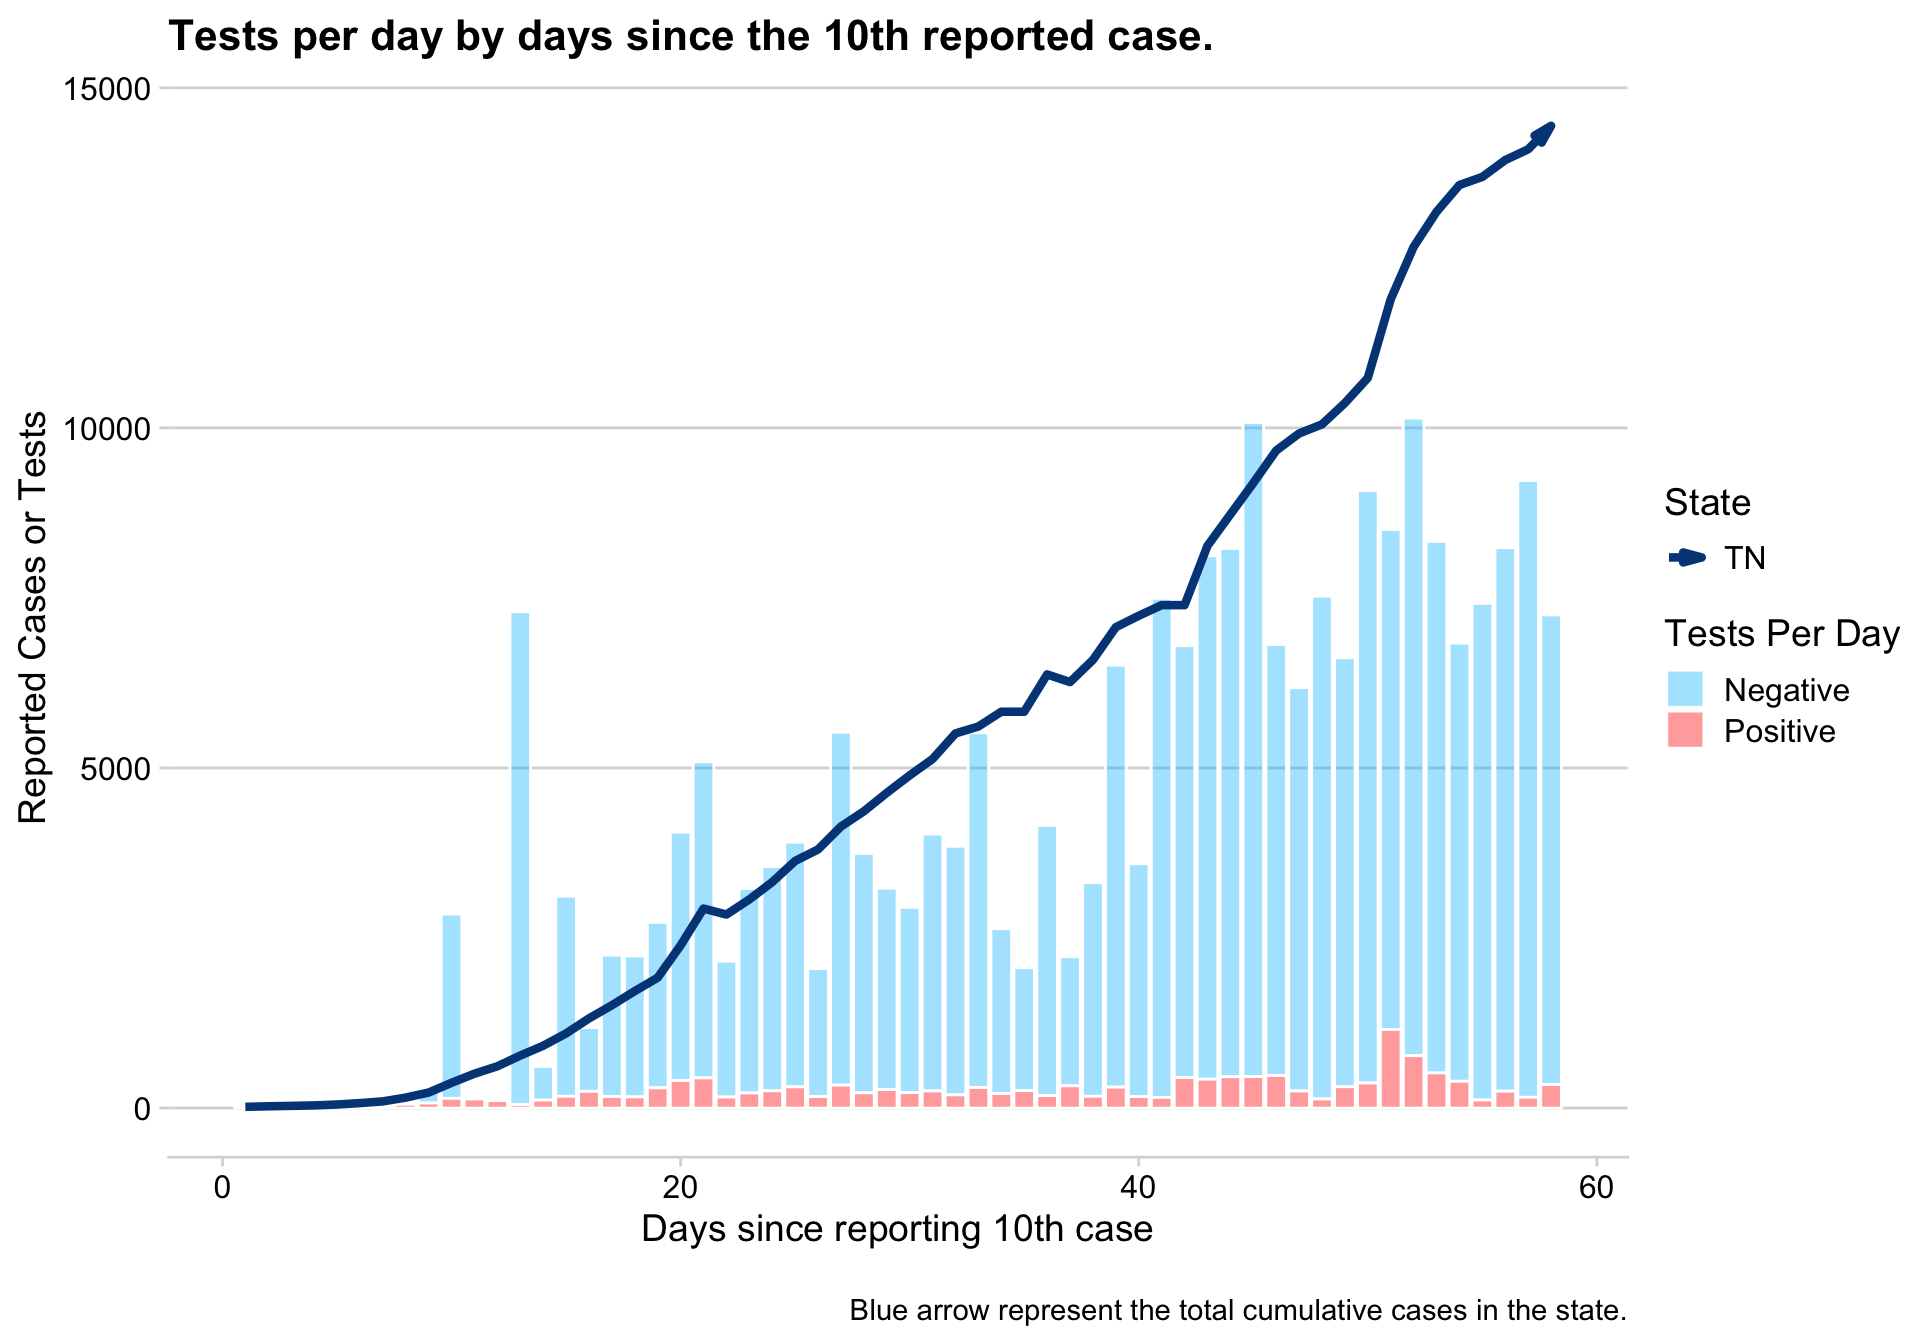 Tests per day by days since the 10th reported case.
15000
10000
5000
0
Reported Cases or Tests
0 20 40 60
Days since reporting 10th case
State
TN
Tests Per Day
Negative
Positive
Blue arrow represent the total cumulative cases in the state.